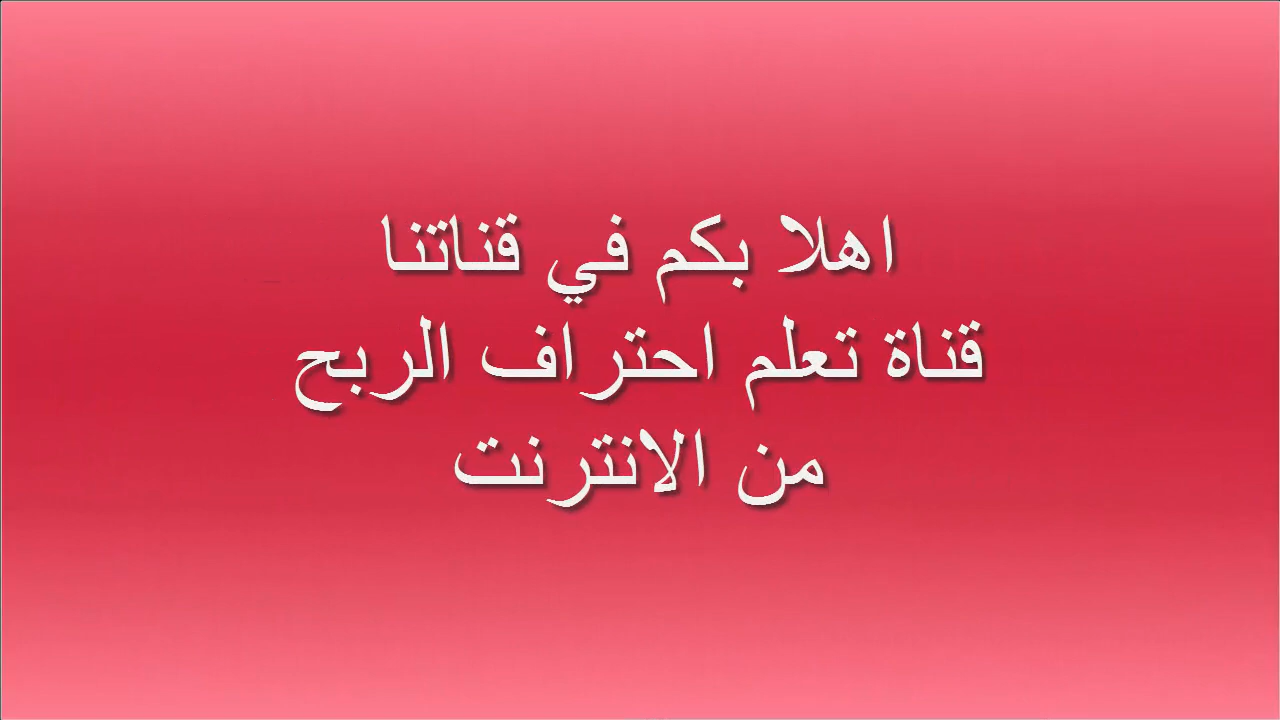 اهلا بكم في قناتنا
قناة تعلم احتراف الربح
من الانترنت